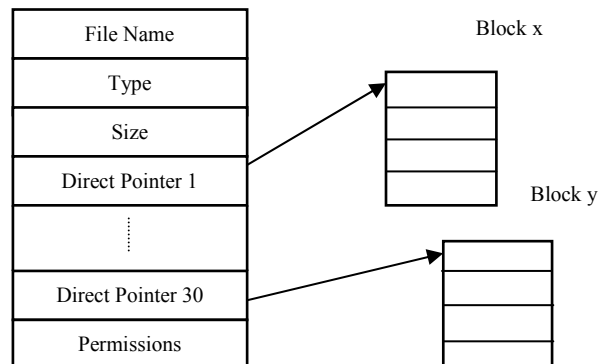 File Name
Type
Size
Direct Pointer 1
Direct Pointer 30
Permissions
Block x
Block y